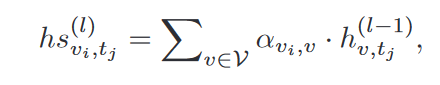 $hs_{v_i,t_j}^{(l)} = \sum_{v \in \mathcal{V}} \alpha_{v_i,v} \cdot h_{v,t_j}^{(l-1)},$